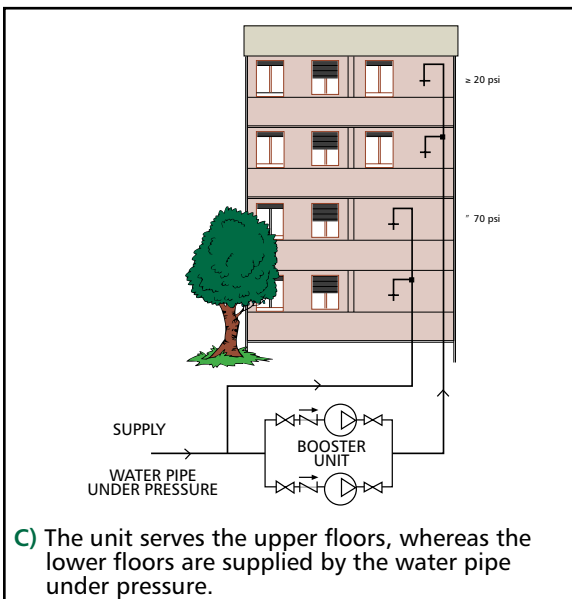 ≥ 20 psi
" 70 psi
SUPPLY
WATER PIPE
UNDER PRESSURE
BOOSTER
UNIT
C) The unit serves the upper floors, whereas the
lower floors are supplied by the water pipe
under pressure.